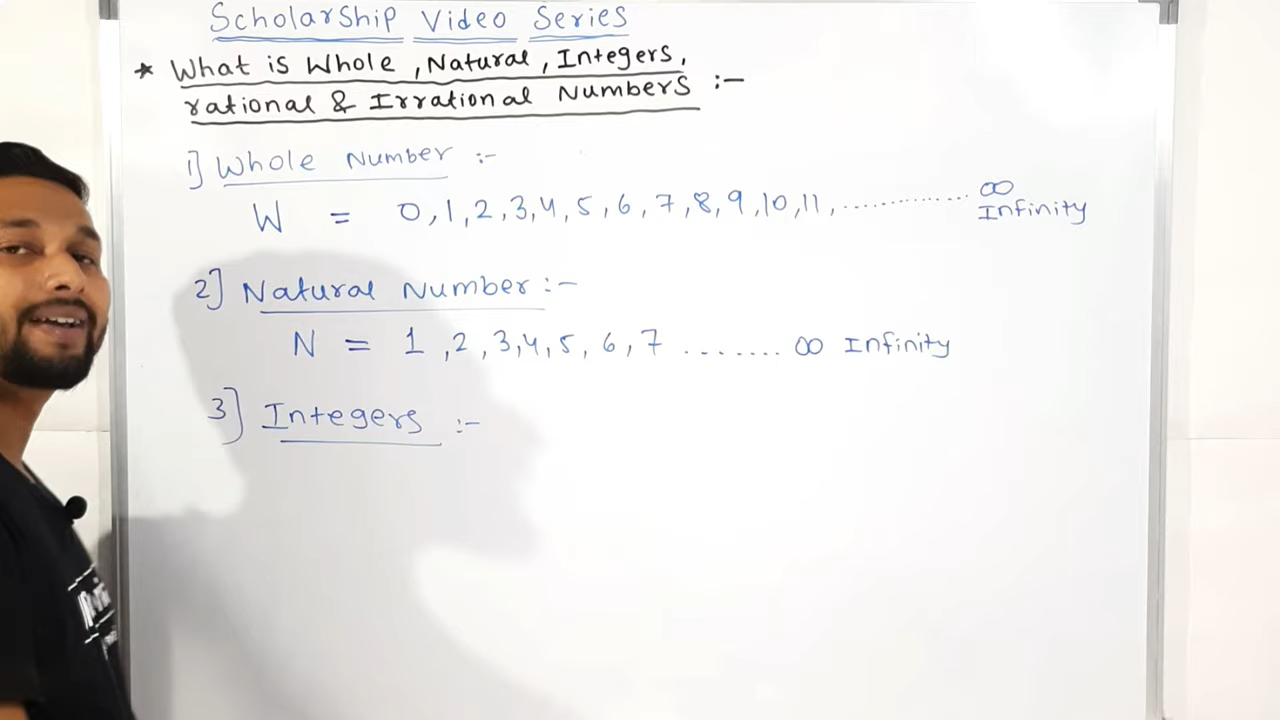 Scholarship Video Series
* What is Whole, Natural, Integers,
rational & Irrational Numbers :-
1] Whole Number :-
W = 0,1,2,3,4,5,6,7,8,9,10,11,.............. ∞
Infinity
2] Natural Number :-
N = 1,2,3,4,5,6,7 ........ ∞ Infinity
3] Integers :-